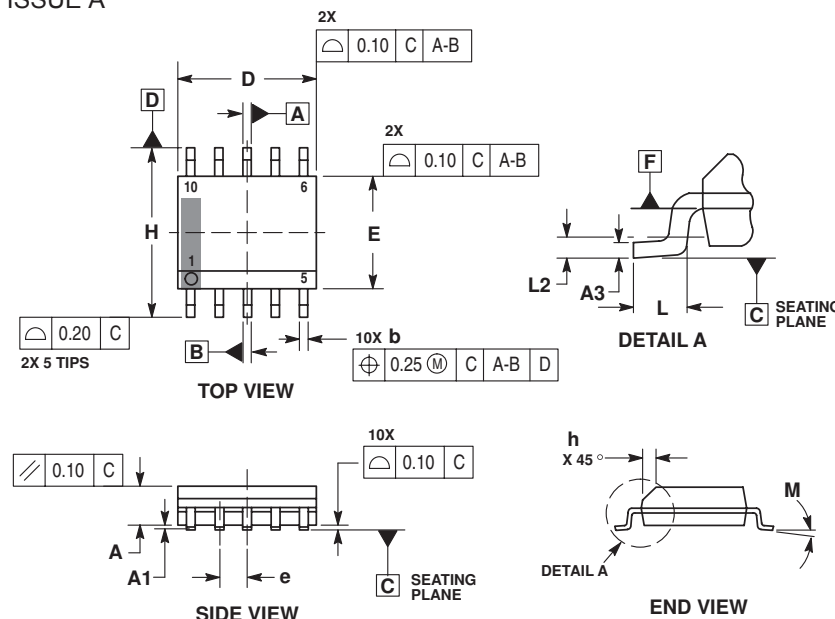 ISSUE A
2X
0.10 C A-B
D
D
A
2X
0.10 C A-B
10 6
H
E
1
5
0.20 C
2X 5 TIPS
B
10X b
0.25 M C A-B D
TOP VIEW
F
L2
A3
L
C SEATING
PLANE
DETAIL A
0.10 C
10X
0.10 C
A
A1
e
C SEATING
PLANE
SIDE VIEW
h
X 45°
M
DETAIL A
END VIEW